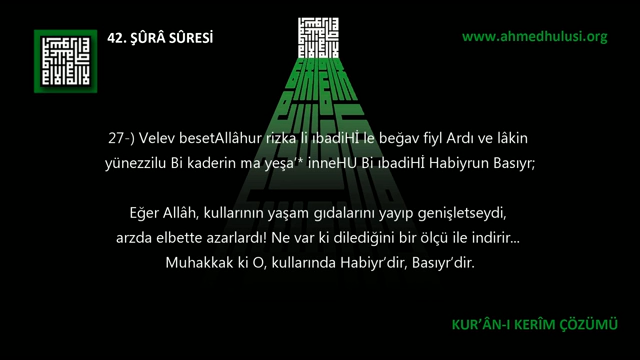 42. ŞÛRÂ SÛRESİ
www.ahmedhulusi.org
27-) Velev besetAllâhur rizka li ıbadiHİ le beğav fiyl Ardı ve lâkin
yünezzilu Bi kaderin ma yeşa'* inneHU Bi ıbadiHİ Habiyrun Basıyr;
Eğer Allâh, kullarının yaşam gıdalarını yayıp genişletseydi,
arzda elbette azarlardı! Ne var ki dilediğini bir ölçü ile indirir...
Muhakkak ki O, kullarında Habiyr'dir, Basıyr'dir.
KUR'ÂN-I KERÎM ÇÖZÜMÜ